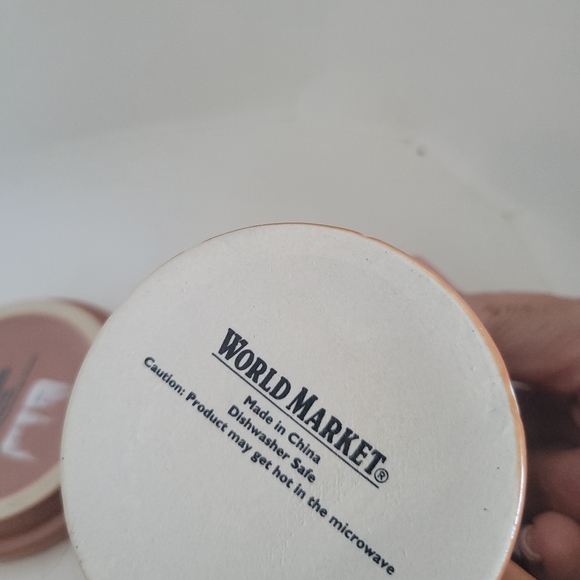 WORLD MARKET®
Made in China
Dishwasher Safe
Caution: Product may get hot in the microwave